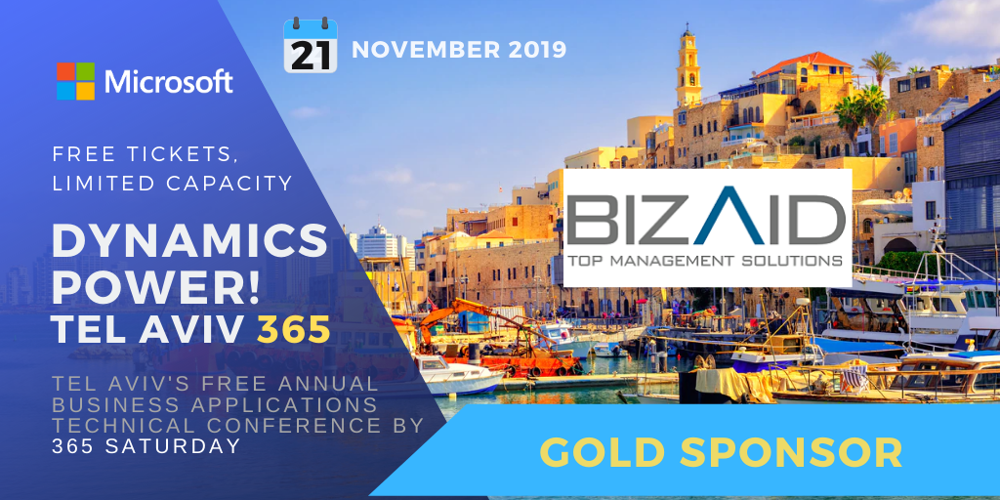 21
NOVEMBER 2019
Microsoft
FREE TICKETS,
LIMITED CAPACITY
DYNAMICS
POWER!
TEL AVIV 365
TEL AVIV'S FREE ANNUAL
BUSINESS APPLICATIONS
TECHNICAL CONFERENCE BY
365 SATURDAY
BIZAID
TOP MANAGEMENT SOLUTIONS
GOLD SPONSOR